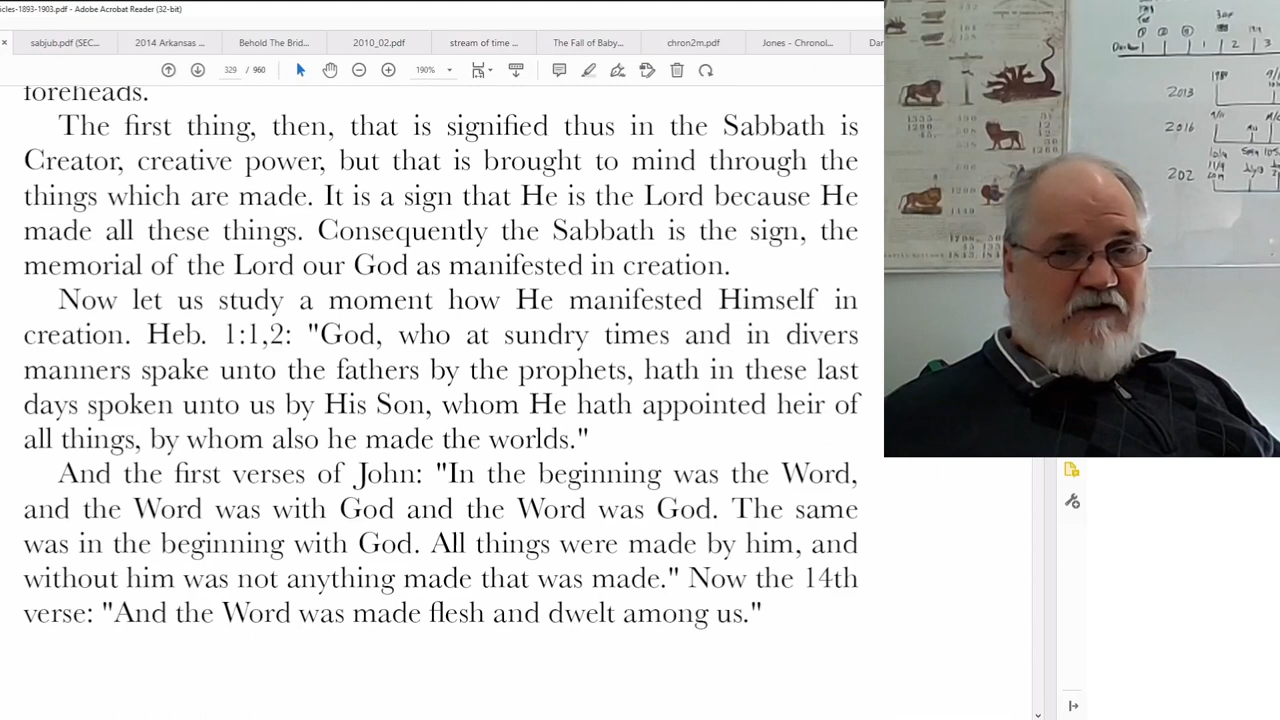 icles-1893-1903.pdf - Adobe Acrobat Reader (32-bit)
sabjub.pdf (SEC... 2014 Arkansas ... Behold The Brid... 2010_02.pdf stream of time ... The Fall of Baby... chron2m.pdf Jones - Chronol... Dar
329 / 960 190%
foreheads.
The first thing, then, that is signified thus in the Sabbath is
Creator, creative power, but that is brought to mind through the
things which are made. It is a sign that He is the Lord because He
made all these things. Consequently the Sabbath is the sign, the
memorial of the Lord our God as manifested in creation.
Now let us study a moment how He manifested Himself in
creation. Heb. 1:1,2: "God, who at sundry times and in divers
manners spake unto the fathers by the prophets, hath in these last
days spoken unto us by His Son, whom He hath appointed heir of
all things, by whom also he made the worlds."
And the first verses of John: "In the beginning was the Word,
and the Word was with God and the Word was God. The same
was in the beginning with God. All things were made by him, and
without him was not anything made that was made." Now the 14th
verse: "And the Word was made flesh and dwelt among us."
2013
2016
202